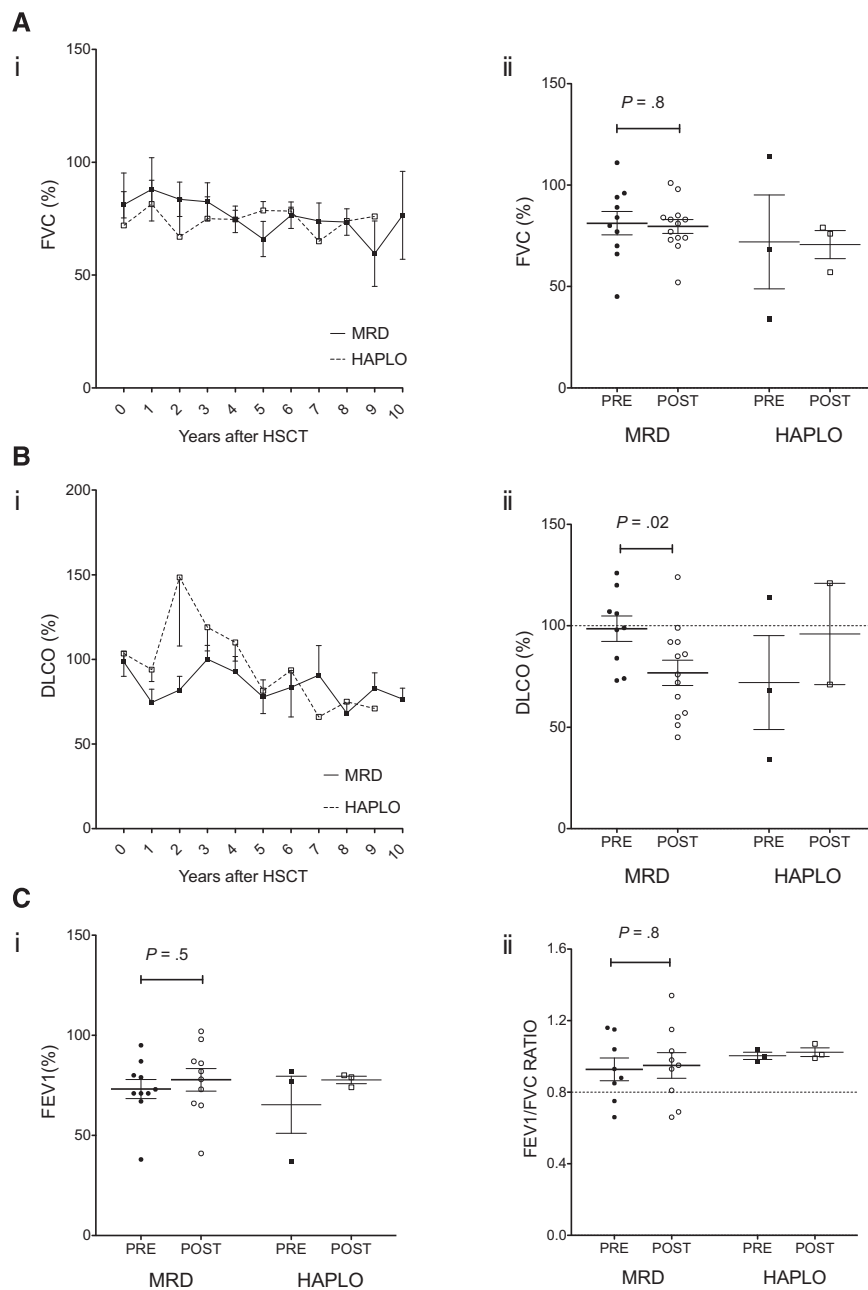 A
i
150
100
50
0
FVC (%)
MRD
HAPLO
0 1 2 3 4 5 6 7 8 9 10
Years after HSCT
ii
150
100
50
0
FVC (%)
P = .8
PRE POST PRE POST
MRD HAPLO
B
i
200
150
100
50
0
DLCO (%)
MRD
HAPLO
0 1 2 3 4 5 6 7 8 9 10
Years after HSCT
ii
150
100
50
0
DLCO (%)
P = .02
PRE POST PRE POST
MRD HAPLO
C
i
150
100
50
0
FEV1(%)
P = .5
PRE POST PRE POST
MRD HAPLO
ii
1.6
1.2
0.8
0.4
0.0
FEV1/FVC RATIO
P = .8
PRE POST PRE POST
MRD HAPLO